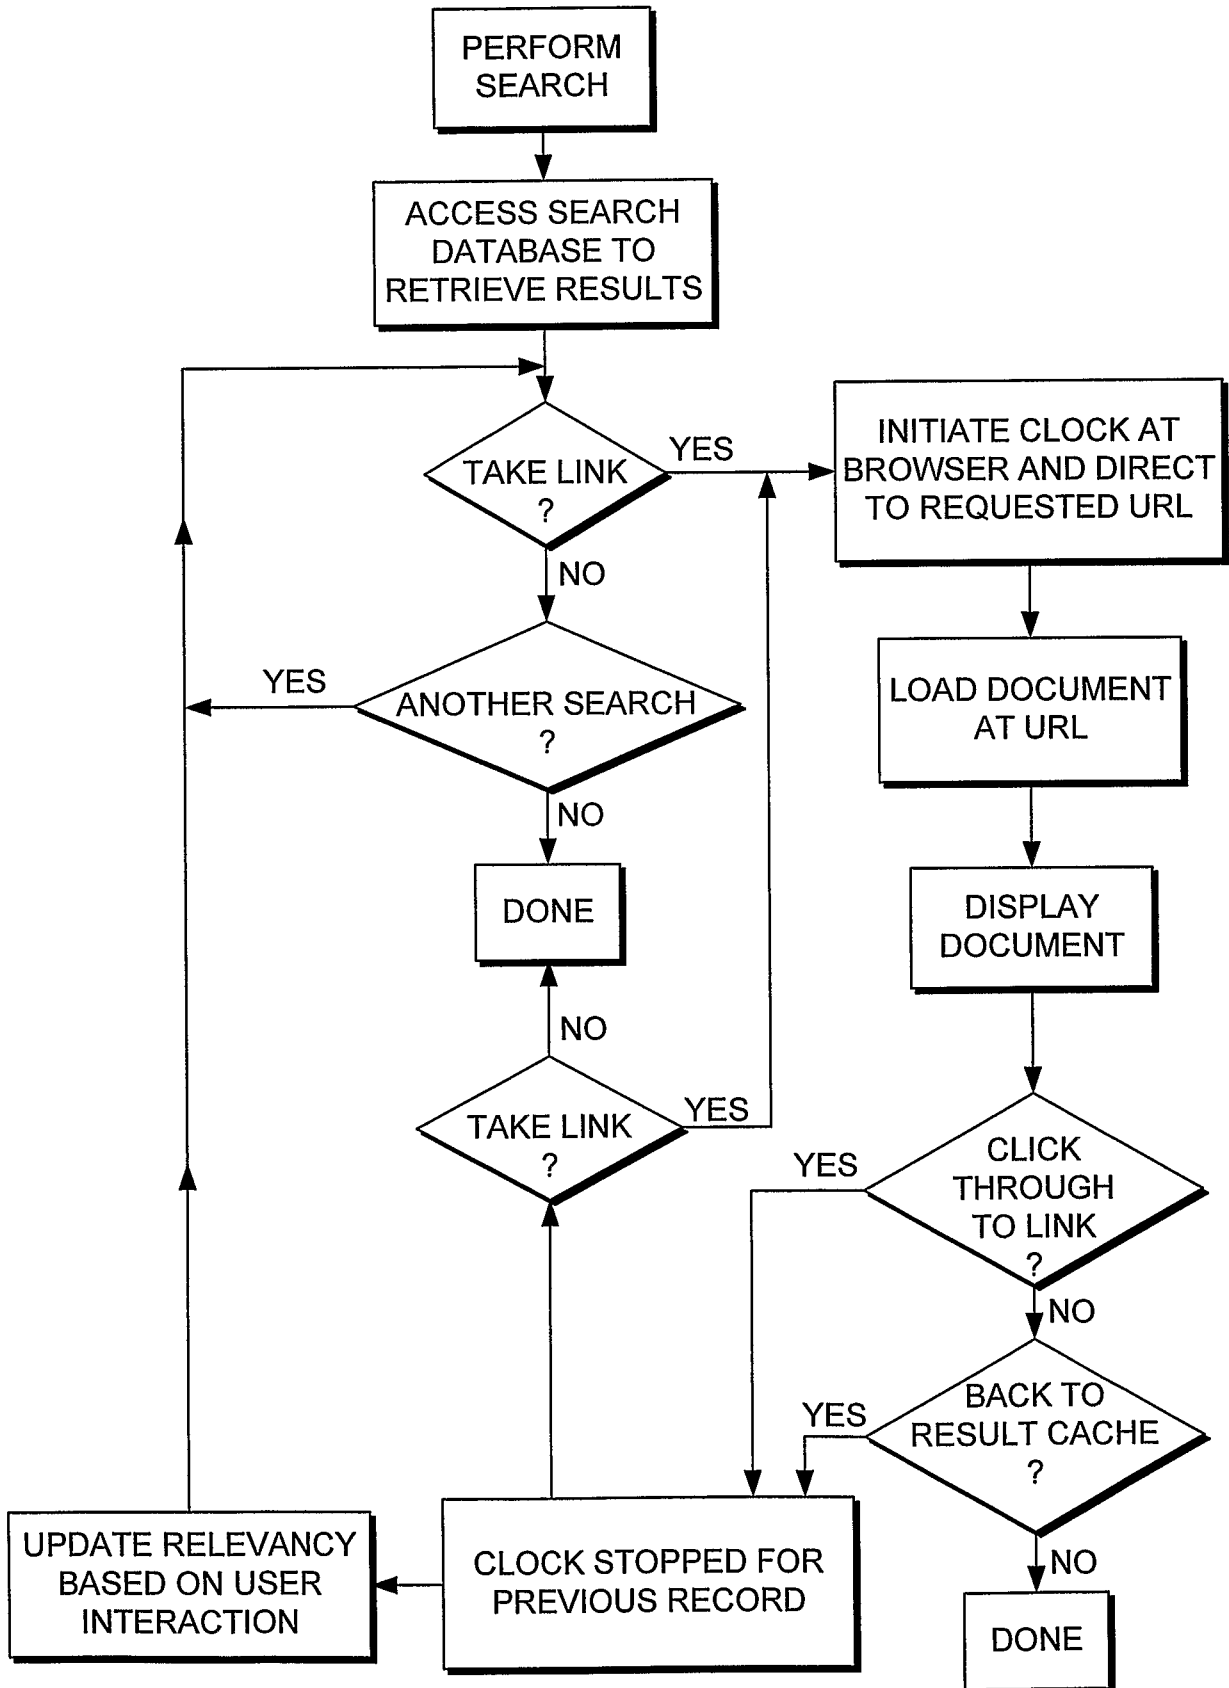 PERFORM
SEARCH
ACCESS SEARCH
DATABASE TO
RETRIEVE RESULTS
TAKE LINK
?
YES
NO
INITIATE CLOCK AT
BROWSER AND DIRECT
TO REQUESTED URL
ANOTHER SEARCH
?
YES
NO
LOAD DOCUMENT
AT URL
DONE
DISPLAY
DOCUMENT
NO
TAKE LINK
?
YES
CLICK
THROUGH
TO LINK
?
YES
NO
BACK TO
RESULT CACHE
?
YES
NO
UPDATE RELEVANCY
BASED ON USER
INTERACTION
CLOCK STOPPED FOR
PREVIOUS RECORD
DONE